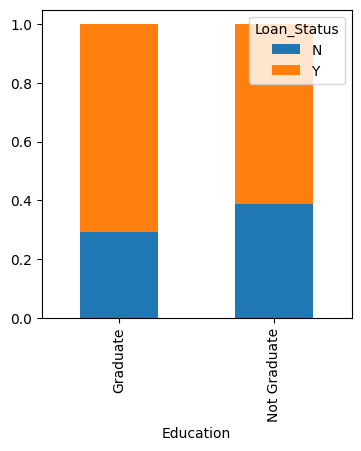 Loan_Status
N
Y
1.0
0.8
0.6
0.4
0.2
0.0
Graduate
Not Graduate
Education